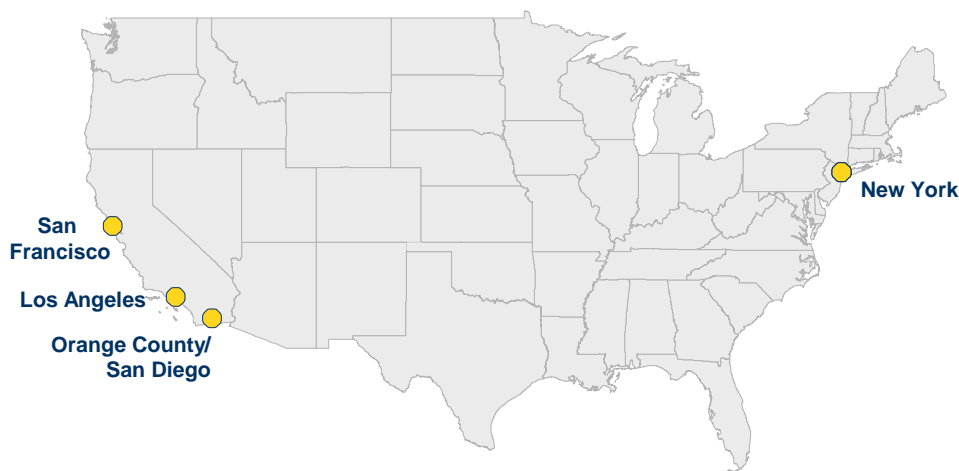 New York
San
Francisco
Los Angeles
Orange County/
San Diego